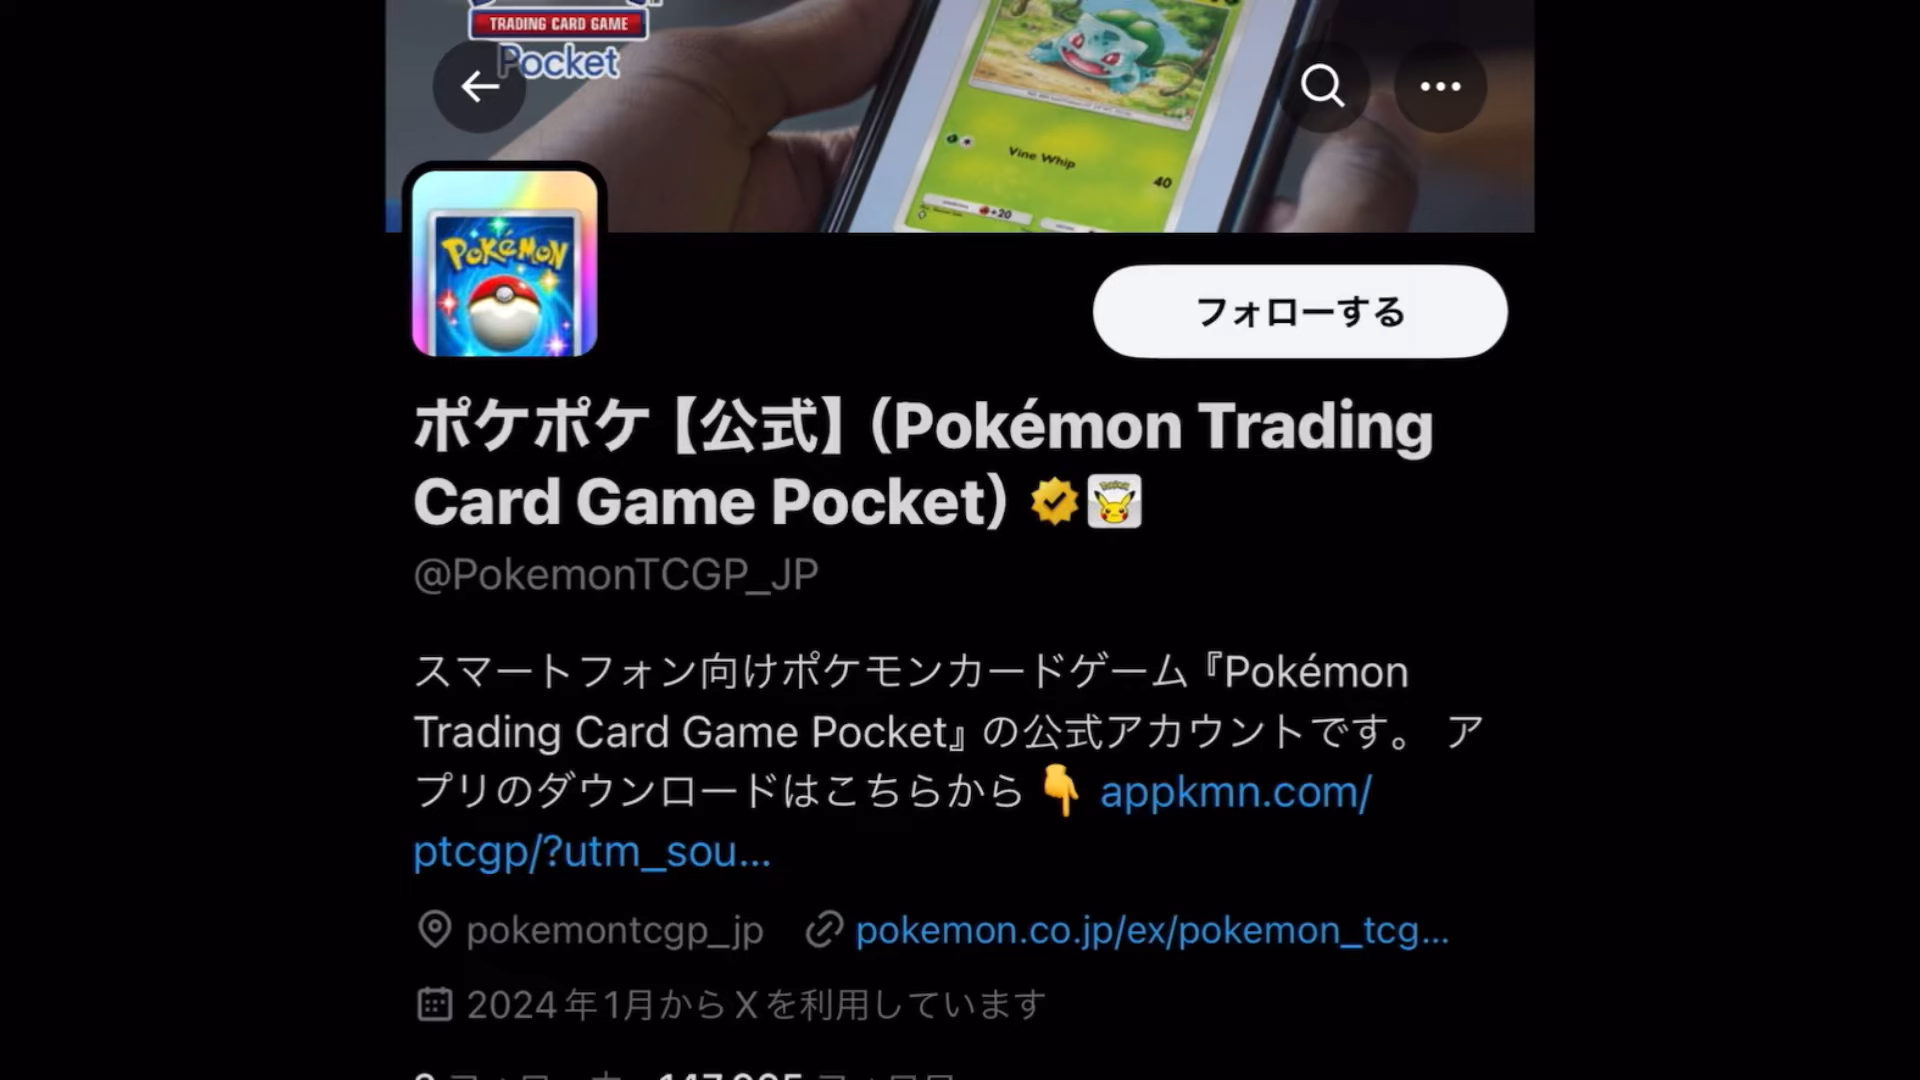 TRADING CARD GAME
Pocket
Vine Whip
40
+20
POKéMON
フォローする
ポケポケ【公式】（Pokémon Trading
Card Game Pocket）
@PokemonTCGP_JP
スマートフォン向けポケモンカードゲーム『Pokémon
Trading Card Game Pocket』の公式アカウントです。 ア
プリのダウンロードはこちらから 👇 appkmn.com/
ptcgp/?utm_sou...
pokemontcgp_jp pokemon.co.jp/ex/pokemon_tcg...
2024年1月からXを利用しています